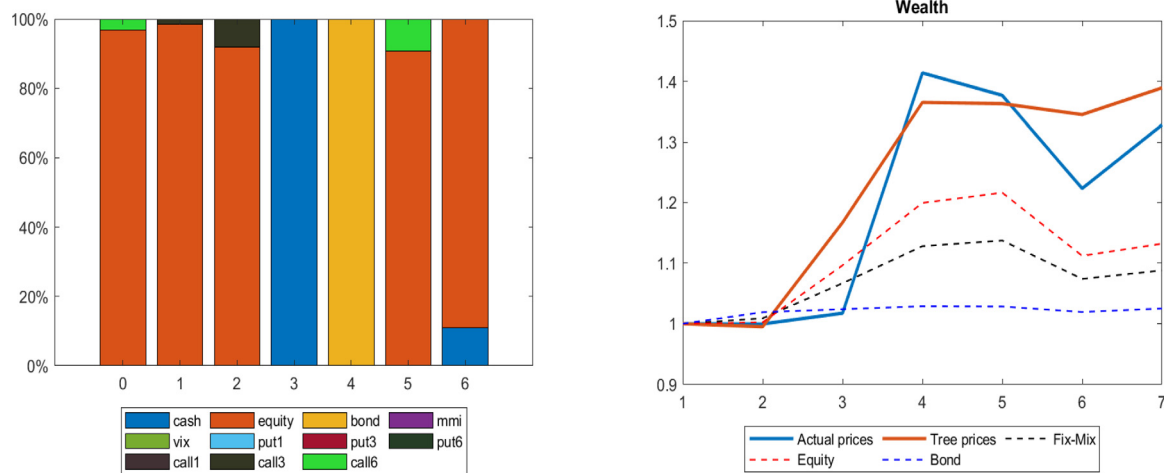 100%
80%
60%
40%
20%
0%
0 1 2 3 4 5 6
cash equity bond mmi
vix put1 put3 put6
call1 call3 call6
Wealth
1.5
1.4
1.3
1.2
1.1
1
0.9
1 2 3 4 5 6 7
Actual prices Tree prices Fix-Mix
Equity Bond